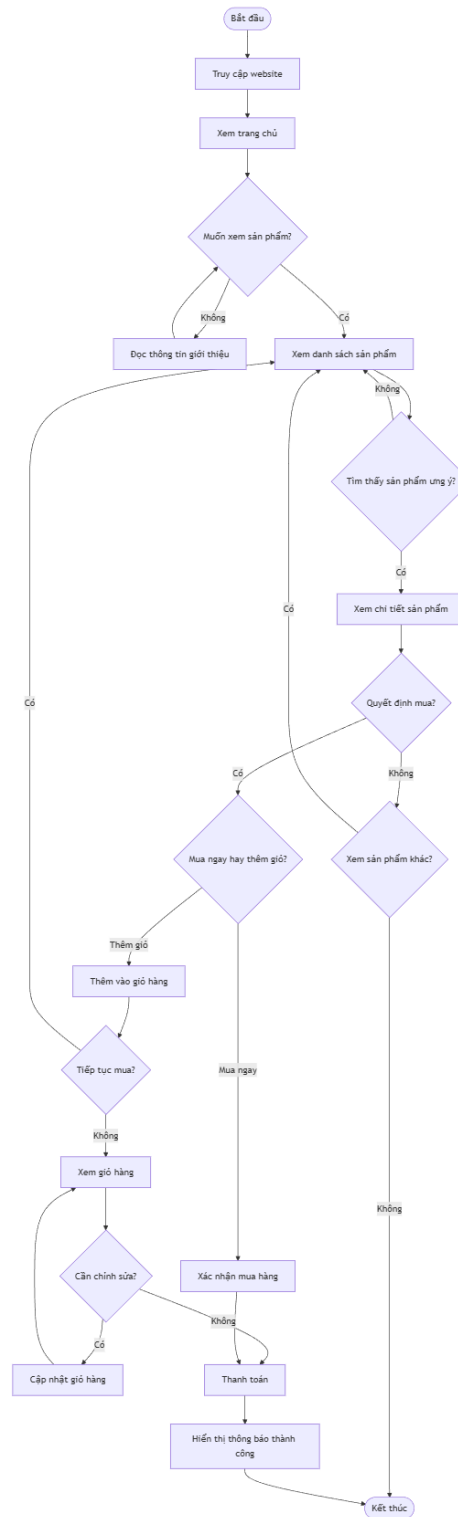 Bắt đầu
Truy cập website
Xem trang chủ
Muốn xem sản phẩm?
Không
Có
Đọc thông tin giới thiệu
Xem danh sách sản phẩm
Không
Tìm thấy sản phẩm ưng ý?
Có
Xem chi tiết sản phẩm
Có
Quyết định mua?
Có
Có
Không
Mua ngay hay thêm giỏ?
Xem sản phẩm khác?
Thêm giỏ
Thêm vào giỏ hàng
Mua ngay
Tiếp tục mua?
Không
Xem giỏ hàng
Không
Cần chỉnh sửa?
Xác nhận mua hàng
Không
Có
Cập nhật giỏ hàng
Thanh toán
Hiển thị thông báo thành
công
Kết thúc